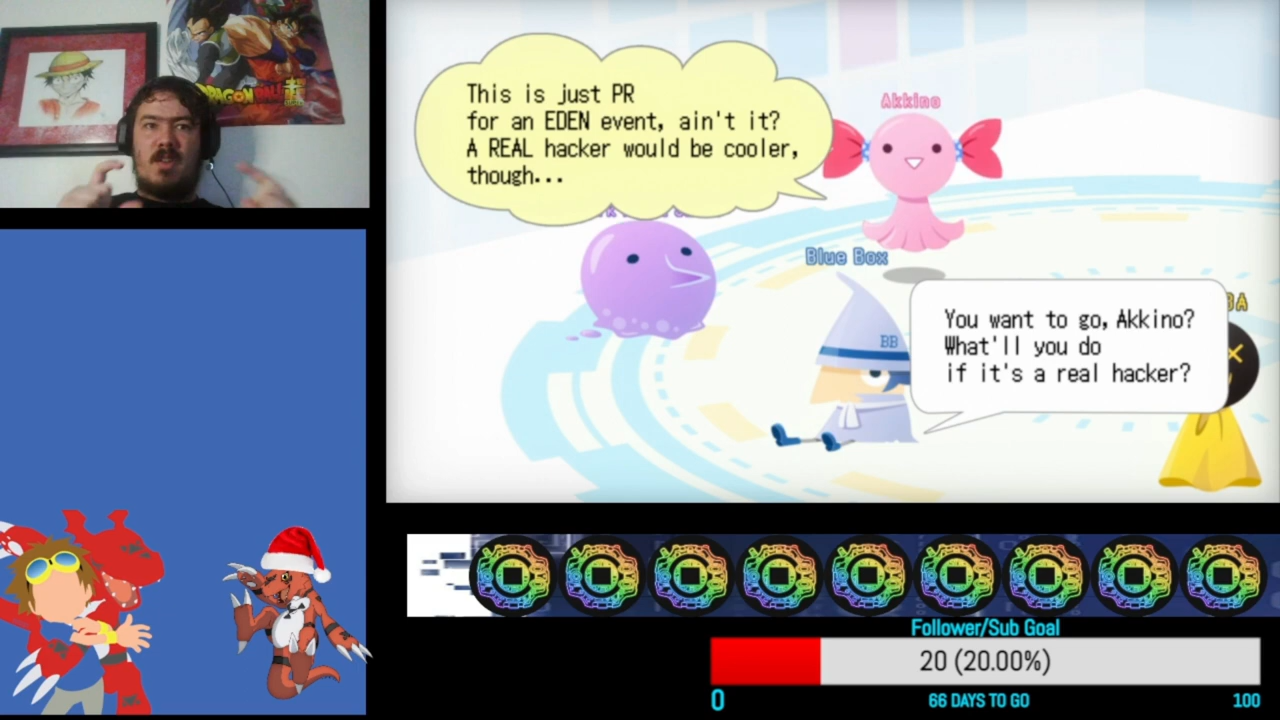 DRAGONBALL
SUPER
This is just PR
for an EDEN event, ain't it?
A REAL hacker would be cooler,
though...
Akkino
Blue Box
BB
You want to go, Akkino?
What'll you do
if it's a real hacker?
Follower/Sub Goal
20 (20.00%)
0
66 DAYS TO GO
100